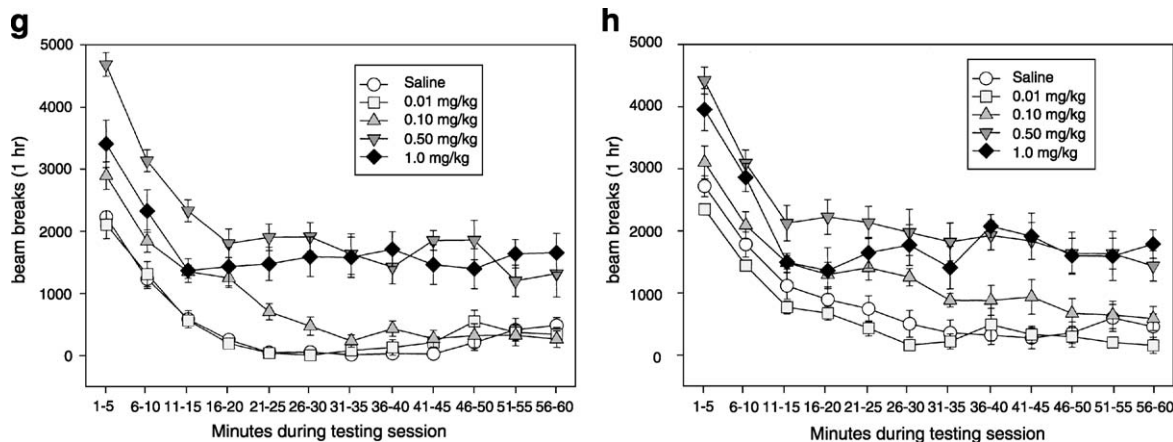 g
beam breaks (1 hr)
5000
4000
3000
2000
1000
0
Saline
0.01 mg/kg
0.10 mg/kg
0.50 mg/kg
1.0 mg/kg
1-5 6-10 11-15 16-20 21-25 26-30 31-35 36-40 41-45 46-50 51-55 56-60
Minutes during testing session
h
beam breaks (1 hr)
5000
4000
3000
2000
1000
0
Saline
0.01 mg/kg
0.10 mg/kg
0.50 mg/kg
1.0 mg/kg
1-5 6-10 11-15 16-20 21-25 26-30 31-35 36-40 41-45 46-50 51-55 56-60
Minutes during testing session